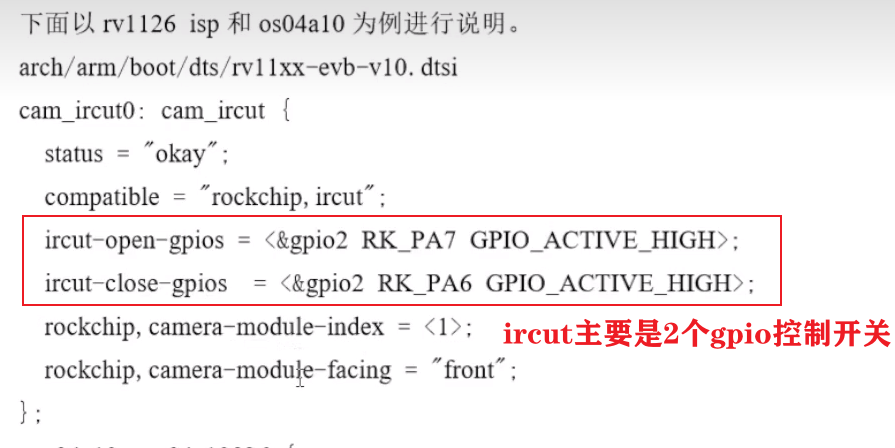 下面以 rv1126 isp 和 os04a10 为例进行说明。
arch/arm/boot/dts/rv11xx-evb-v10.dtsi
cam_ircut0: cam_ircut {
status = "okay";
compatible = "rockchip,ircut";
ircut-open-gpios = <&gpio2 RK_PA7 GPIO_ACTIVE_HIGH>;
ircut-close-gpios = <&gpio2 RK_PA6 GPIO_ACTIVE_HIGH>;
rockchip,camera-module-index = <1>;
ircut主要是2个gpio控制开关
rockchip,camera-module-facing = "front";
};